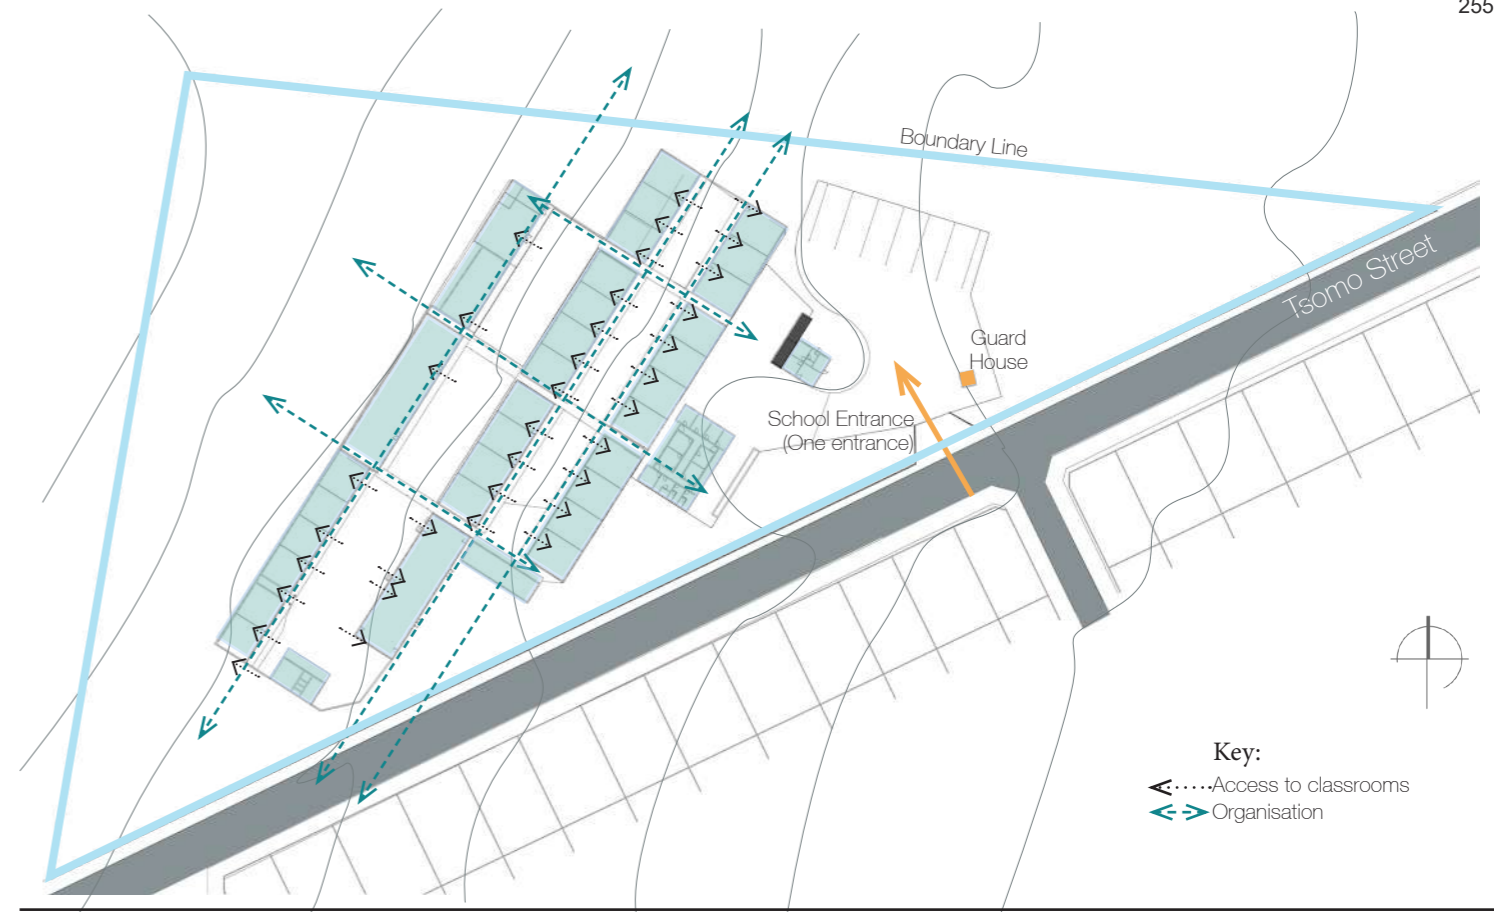 255
Boundary Line
Tsomo Street
Guard
House
School Entrance
(One entrance)
Key:
Access to classrooms
Organisation